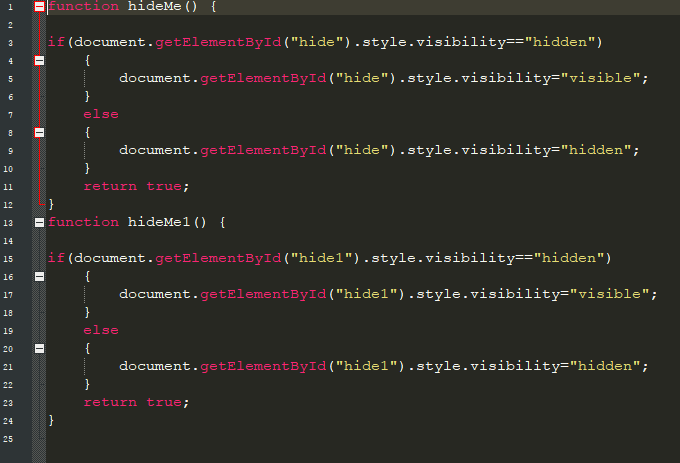 1 function hideMe() {
2
3 if(document.getElementById("hide").style.visibility=="hidden")
4 {
5 document.getElementById("hide").style.visibility="visible";
6 }
7 else
8 {
9 document.getElementById("hide").style.visibility="hidden";
10 }
11 return true;
12 }
13 function hideMe1() {
14
15 if(document.getElementById("hide1").style.visibility=="hidden")
16 {
17 document.getElementById("hide1").style.visibility="visible";
18 }
19 else
20 {
21 document.getElementById("hide1").style.visibility="hidden";
22 }
23 return true;
24 }
25